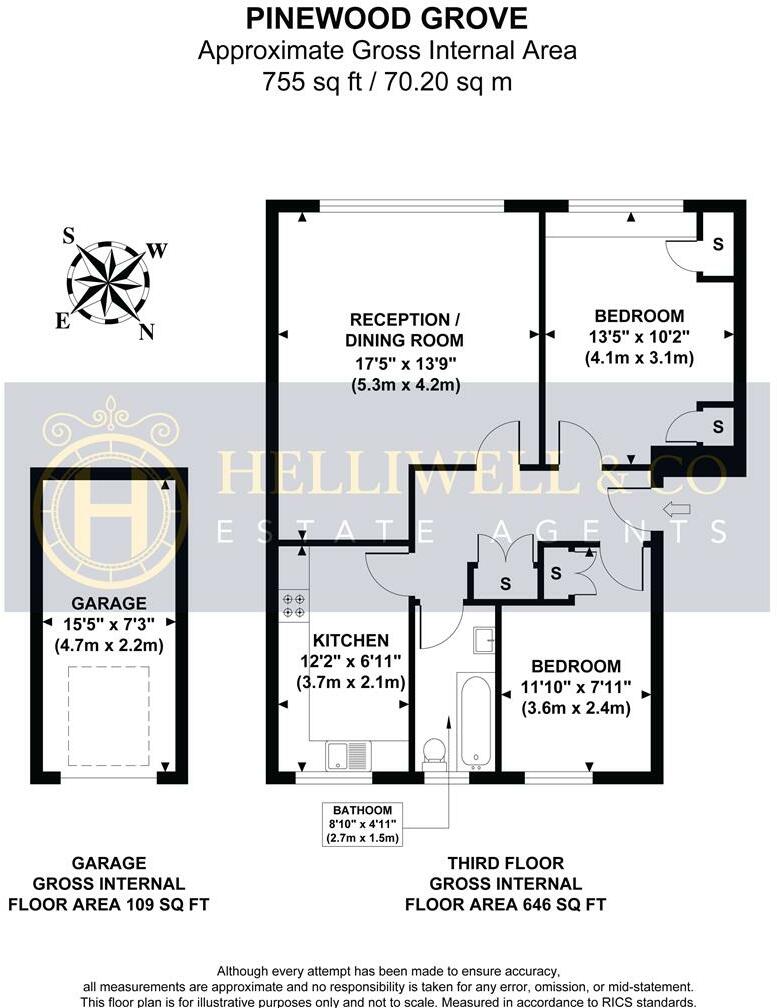 PINEWOOD GROVE
Approximate Gross Internal Area
755 sq ft / 70.20 sq m
S
W
E
N
RECEPTION /
DINING ROOM
17'5" x 13'9"
(5.3m x 4.2m)
BEDROOM
13'5" x 10'2"
(4.1m x 3.1m)
S
S
HELLIWELL & CO
ESTATE AGENTS
H
GARAGE
15'5" x 7'3"
(4.7m x 2.2m)
S
S
KITCHEN
12'2" x 6'11"
(3.7m x 2.1m)
BEDROOM
11'10" x 7'11"
(3.6m x 2.4m)
BATHOOM
8'10" x 4'11"
(2.7m x 1.5m)
GARAGE
GROSS INTERNAL
FLOOR AREA 109 SQ FT
THIRD FLOOR
GROSS INTERNAL
FLOOR AREA 646 SQ FT
Although every attempt has been made to ensure accuracy,
all measurements are approximate and no responsibility is taken for any error, omission, or mid-statement.
This floor plan is for illustrative purposes only and not to scale. Measured in accordance to RICS standards.